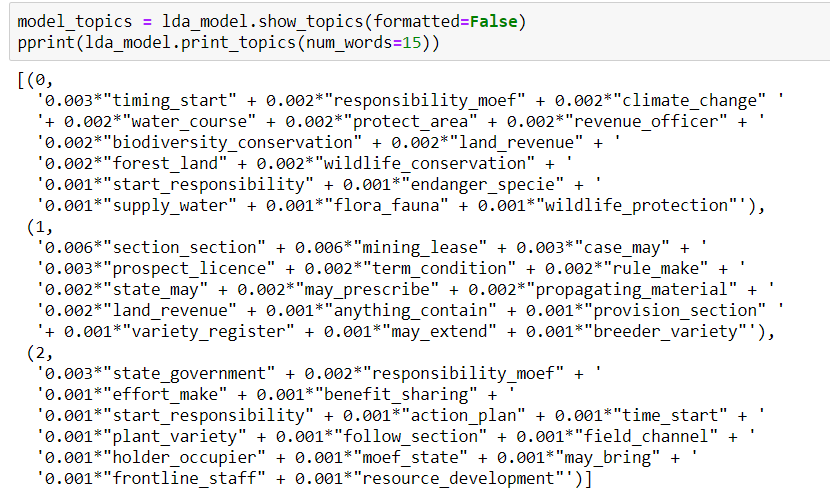 model_topics = lda_model.show_topics(formatted=False)
pprint(lda_model.print_topics(num_words=15))
[(0,
'0.003*"timing_start" + 0.002*"responsibility_moef" + 0.002*"climate_change" '
'+ 0.002*"water_course" + 0.002*"protect_area" + 0.002*"revenue_officer" + '
'0.002*"biodiversity_conservation" + 0.002*"land_revenue" + '
'0.002*"forest_land" + 0.002*"wildlife_conservation" + '
'0.001*"start_responsibility" + 0.001*"endanger_specie" + '
'0.001*"supply_water" + 0.001*"flora_fauna" + 0.001*"wildlife_protection"'),
(1,
'0.006*"section_section" + 0.006*"mining_lease" + 0.003*"case_may" + '
'0.003*"prospect_licence" + 0.002*"term_condition" + 0.002*"rule_make" + '
'0.002*"state_may" + 0.002*"may_prescribe" + 0.002*"propagating_material" + '
'0.002*"land_revenue" + 0.001*"anything_contain" + 0.001*"provision_section" '
'+ 0.001*"variety_register" + 0.001*"may_extend" + 0.001*"breeder_variety"'),
(2,
'0.003*"state_government" + 0.002*"responsibility_moef" + '
'0.001*"effort_make" + 0.001*"benefit_sharing" + '
'0.001*"start_responsibility" + 0.001*"action_plan" + 0.001*"time_start" + '
'0.001*"plant_variety" + 0.001*"follow_section" + 0.001*"field_channel" + '
'0.001*"holder_occupier" + 0.001*"moef_state" + 0.001*"may_bring" + '
'0.001*"frontline_staff" + 0.001*"resource_development"')]